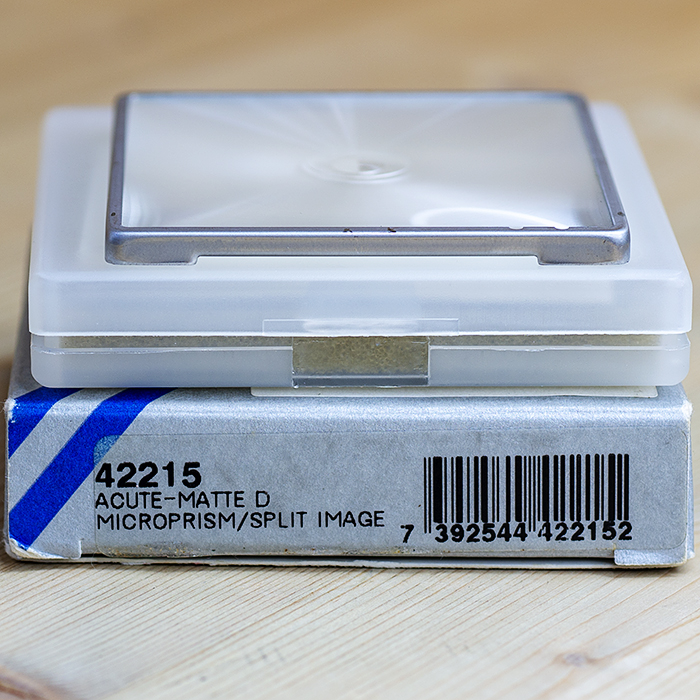 42215
ACUTE-MATTE D
MICROPRISM/SPLIT IMAGE
7 392544 422152